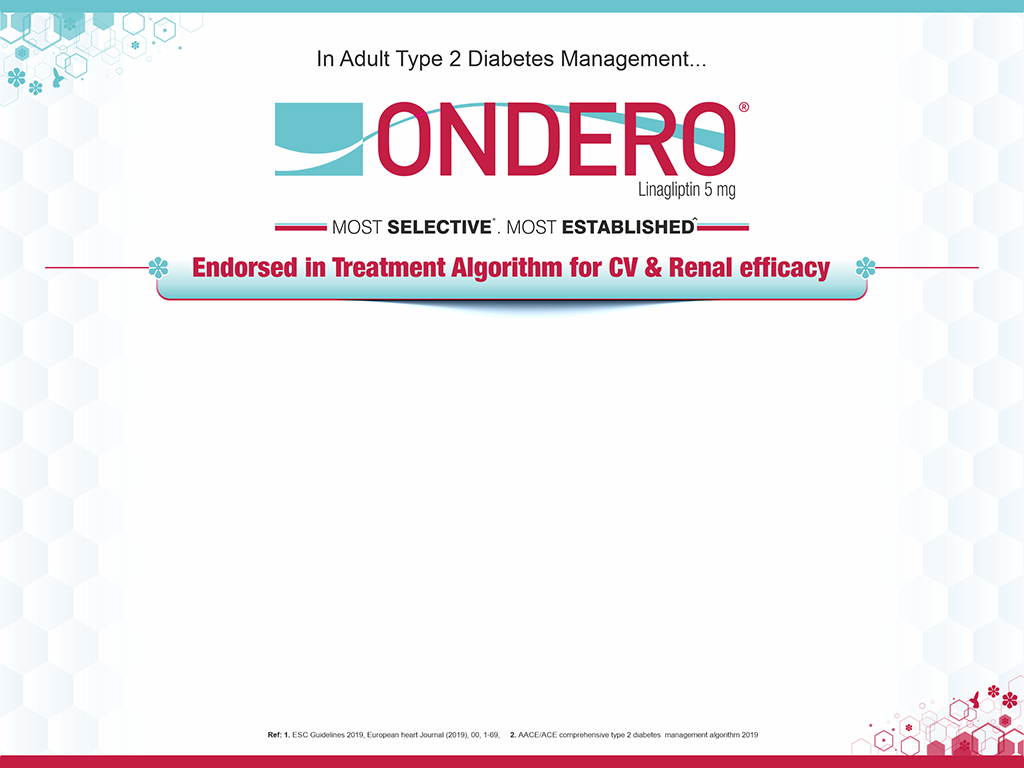 In Adult Type 2 Diabetes Management...
ONDERO®
Linagliptin 5 mg
MOST SELECTIVE*. MOST ESTABLISHED^
Endorsed in Treatment Algorithm for CV & Renal efficacy
Ref: 1. ESC Guidelines 2019, European heart Journal (2019), 00, 1-69, 2. AACE/ACE comprehensive type 2 diabetes management algorithm 2019